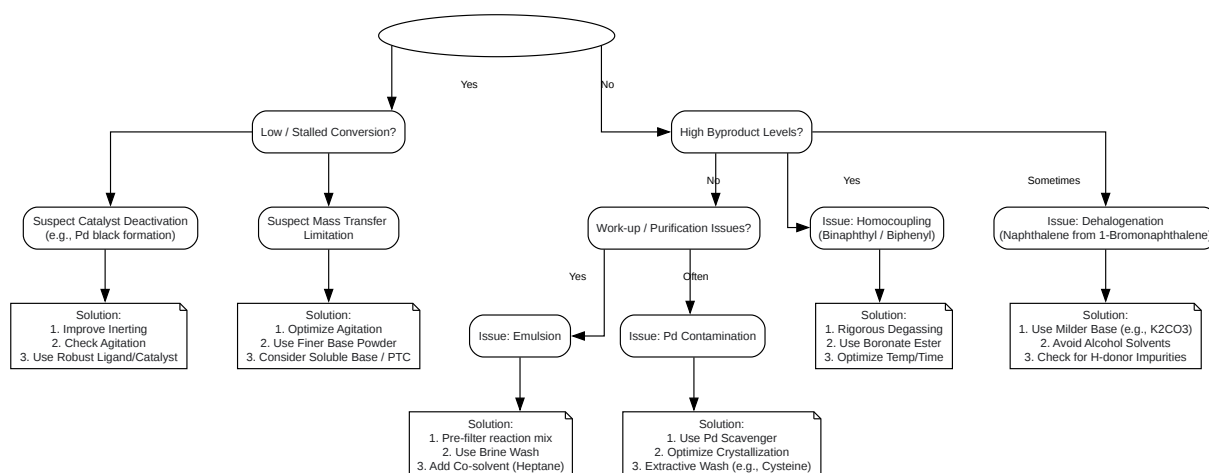 Yes
No
Low / Stalled Conversion?
High Byproduct Levels?
No
Yes
Sometimes
Suspect Catalyst Deactivation
(e.g., Pd black formation)
Suspect Mass Transfer
Limitation
Work-up / Purification Issues?
Issue: Homocoupling
(Binaphthyl / Biphenyl)
Issue: Dehalogenation
(Naphthalene from 1-Bromonaphthalene)
Yes
Often
Solution:
1. Improve Inerting
2. Check Agitation
3. Use Robust Ligand/Catalyst
Solution:
1. Optimize Agitation
2. Use Finer Base Powder
3. Consider Soluble Base / PTC
Issue: Emulsion
Issue: Pd Contamination
Solution:
1. Rigorous Degassing
2. Use Boronate Ester
3. Optimize Temp/Time
Solution:
1. Use Milder Base (e.g., K2CO3)
2. Avoid Alcohol Solvents
3. Check for H-donor Impurities
Solution:
1. Pre-filter reaction mix
2. Use Brine Wash
3. Add Co-solvent (Heptane)
Solution:
1. Use Pd Scavenger
2. Optimize Crystallization
3. Extractive Wash (e.g., Cysteine)